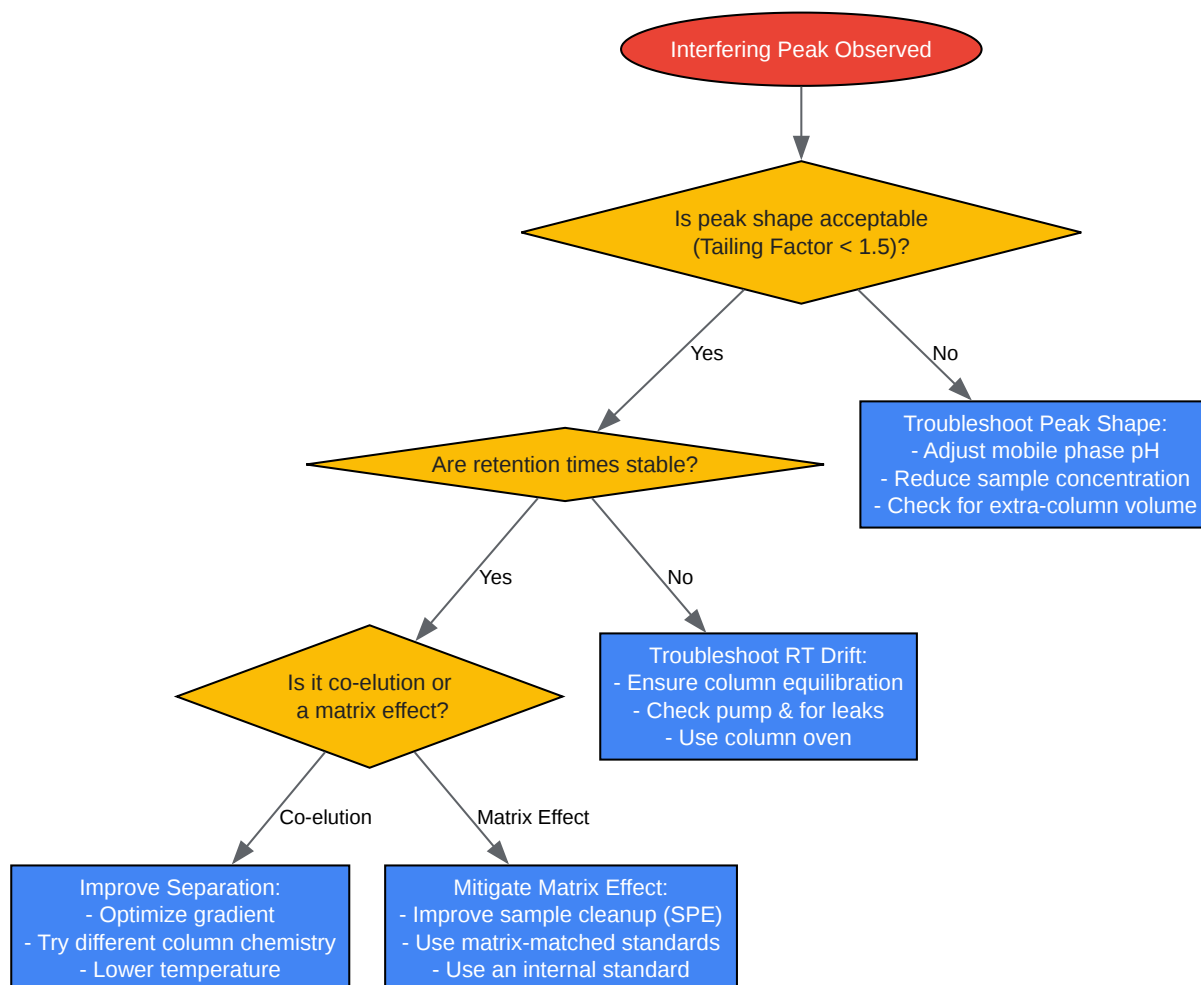 Interfering Peak Observed
Is peak shape acceptable
(Tailing Factor < 1.5)?
Yes
No
Troubleshoot Peak Shape:
- Adjust mobile phase pH
- Reduce sample concentration
- Check for extra-column volume
Are retention times stable?
Yes
No
Troubleshoot RT Drift:
- Ensure column equilibration
- Check pump & for leaks
- Use column oven
Is it co-elution or
a matrix effect?
Co-elution
Matrix Effect
Improve Separation:
- Optimize gradient
- Try different column chemistry
- Lower temperature
Mitigate Matrix Effect:
- Improve sample cleanup (SPE)
- Use matrix-matched standards
- Use an internal standard